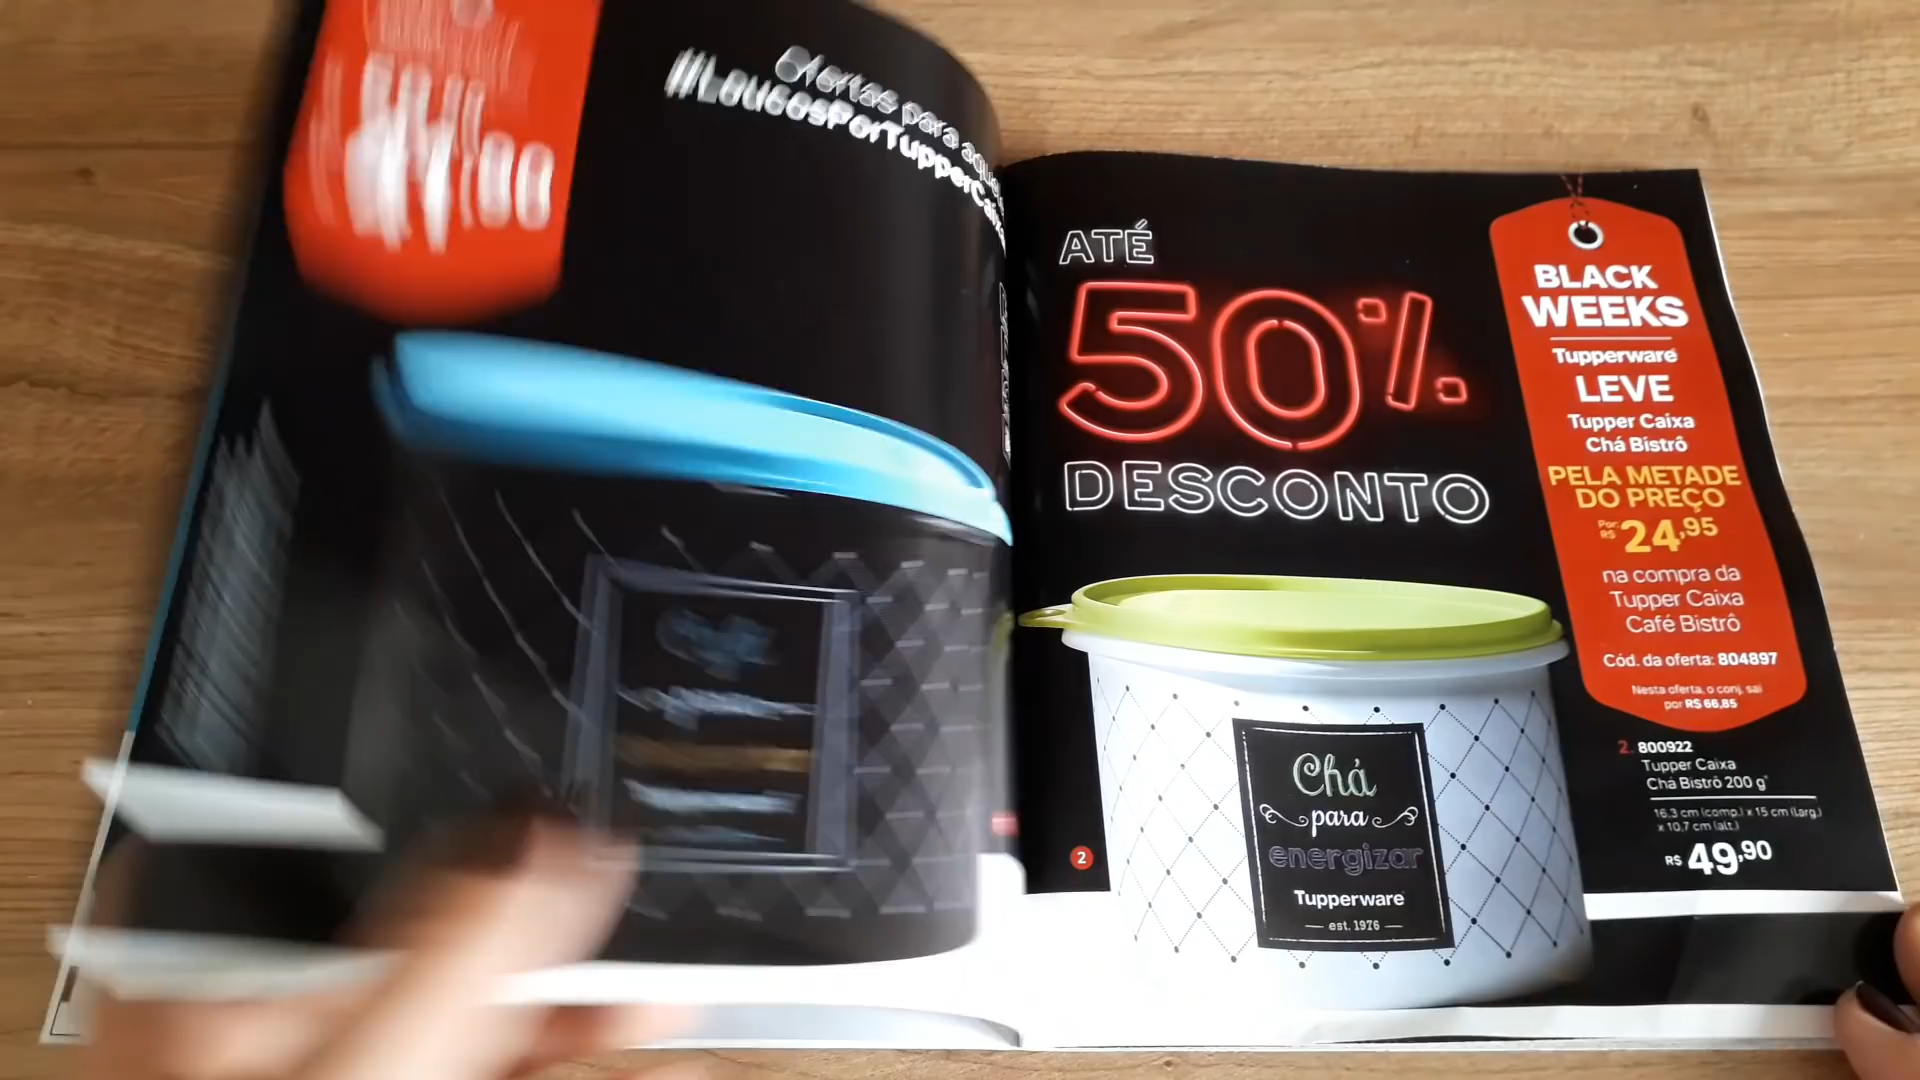 Ofertas para
#LoucosPorTupperCaixa
ATÉ
50%
DESCONTO
BLACK
WEEKS
Tupperware
LEVE
Tupper Caixa
Chá Bistrô
PELA METADE
DO PREÇO
Por:
R$ 24,95
na compra da
Tupper Caixa
Café Bistrô
Cód. da oferta: 804897
Nesta oferta, o conj. sai
por R$ 66,85
2. 800922
Tupper Caixa
Chá Bistrô 200 g*
16,3 cm (comp.) x 15 cm (larg.)
x 10,7 cm (alt.)
R$ 49,90
2
Chá
para
energizar
Tupperware
est. 1976